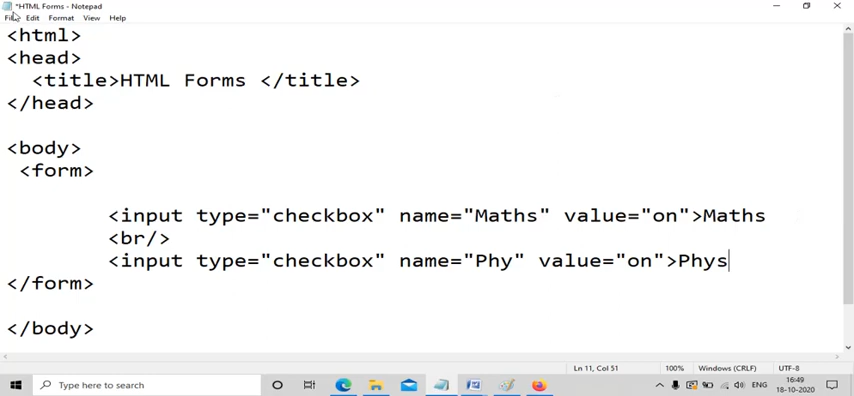 *HTML Forms - Notepad
File Edit Format View Help
<html>
<head>
<title>HTML Forms </title>
</head>
<body>
<form>
<input type="checkbox" name="Maths" value="on">Maths
<br/>
<input type="checkbox" name="Phy" value="on">Phys
</form>
</body>
Ln 11, Col 51 100% Windows (CRLF) UTF-8
Type here to search
ENG
16:49
18-10-2020